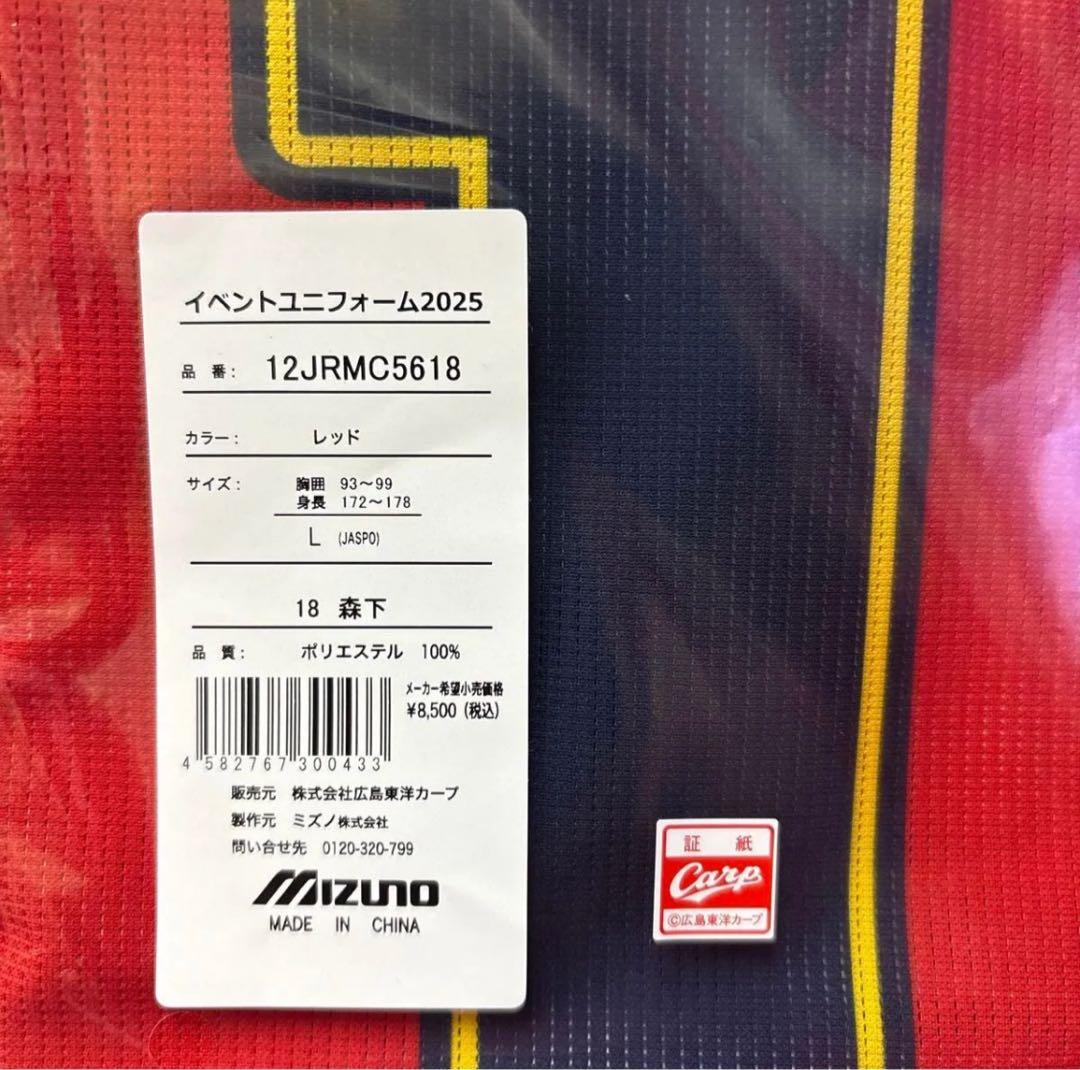 イベントユニフォーム2025
品 番: 12JRMC5618
カラー: レッド
サイズ: 胸囲 93～99
身長 172～178
L (JASPO)
18 森下
品 質: ポリエステル 100%
メーカー希望小売価格
¥8,500 (税込)
4 582767 300433
販売元 株式会社広島東洋カープ
製作元 ミズノ株式会社
問い合せ先 0120-320-799
MIZUNO
MADE IN CHINA
証 紙
Carp
©広島東洋カープ